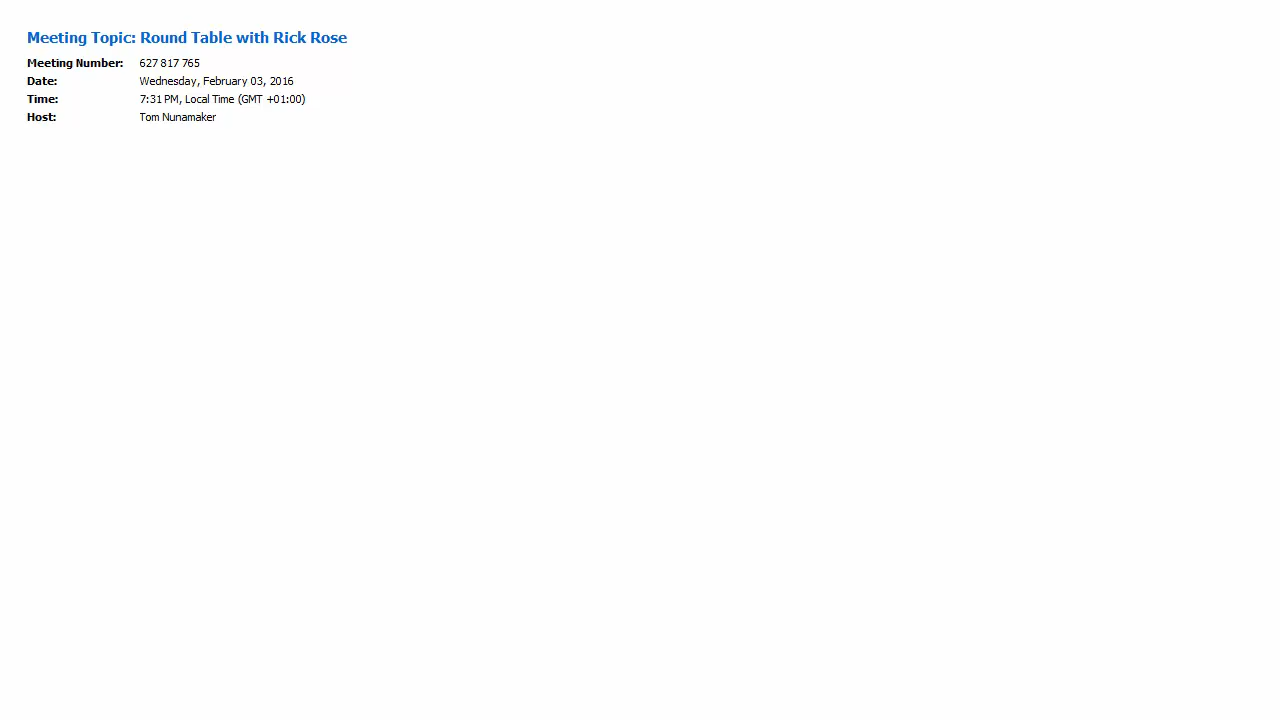 Meeting Topic: Round Table with Rick Rose
Meeting Number: 627 817 765
Date: Wednesday, February 03, 2016
Time: 7:31 PM, Local Time (GMT +01:00)
Host: Tom Nunamaker